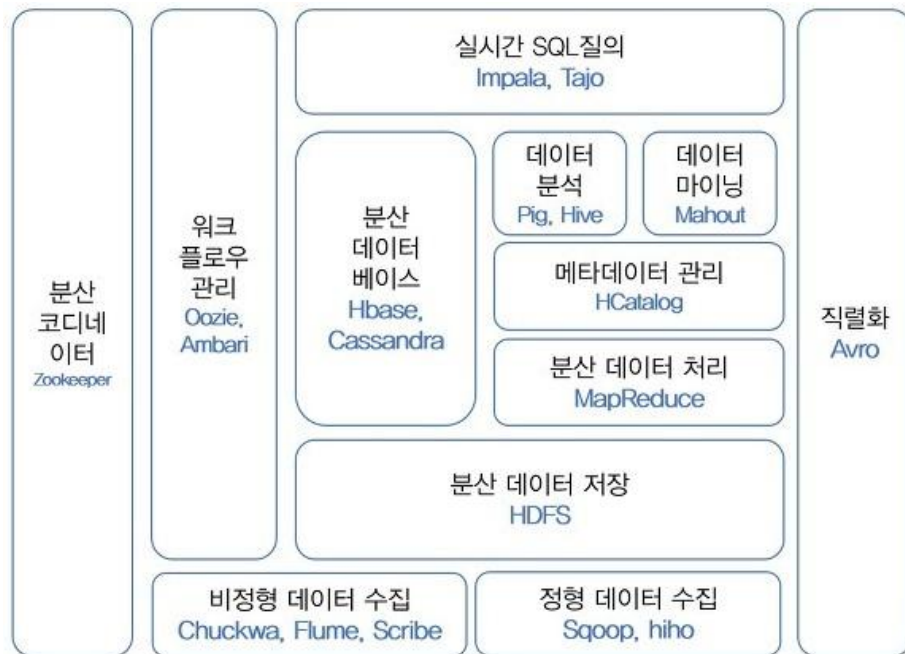 분산
코디네
이터
Zookeeper
워크
플로우
관리
Oozie,
Ambari
실시간 SQL질의
Impala, Tajo
분산
데이터
베이스
Hbase,
Cassandra
데이터
분석
Pig, Hive
데이터
마이닝
Mahout
메타데이터 관리
HCatalog
분산 데이터 처리
MapReduce
분산 데이터 저장
HDFS
비정형 데이터 수집
Chuckwa, Flume, Scribe
정형 데이터 수집
Sqoop, hiho
직렬화
Avro